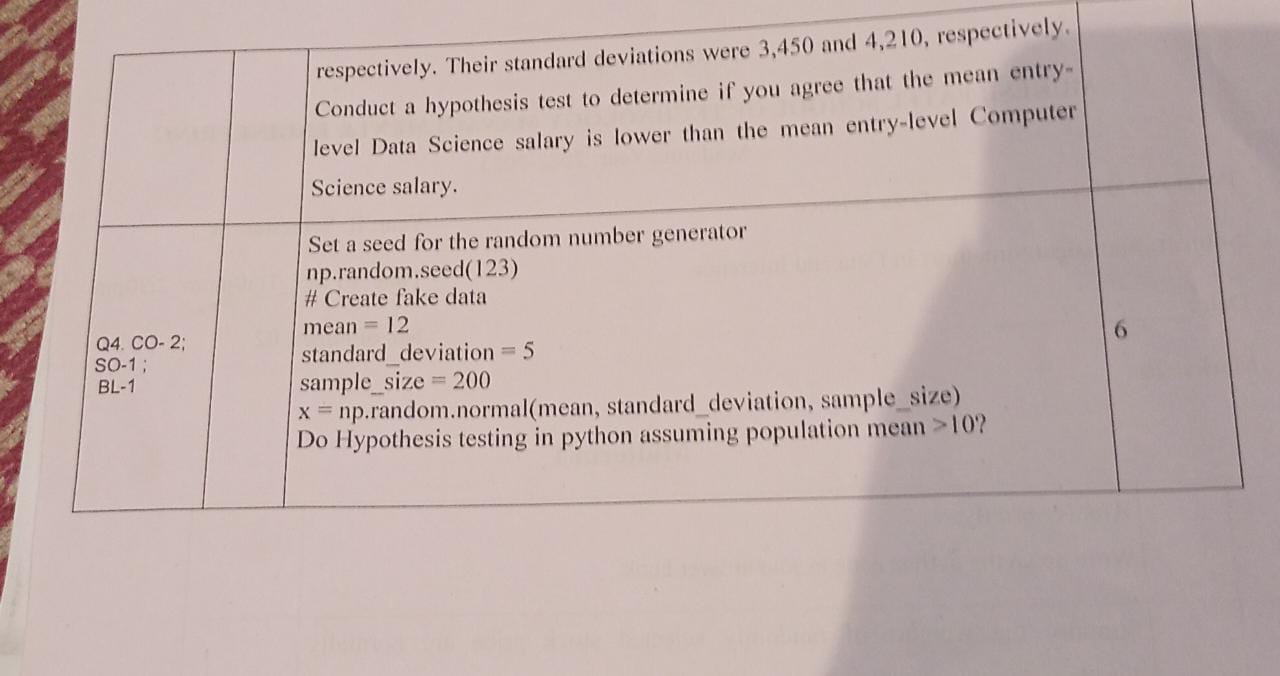 respectively. Their standard deviations were 3,450 and 4,210, respectively.
Conduct a hypothesis test to determine if you agree that the mean entry-
level Data Science salary is lower than the mean entry-level Computer
Science salary.
Set a seed for the random number generator
np.random.seed(123)
# Create fake data
mean = 12
Q4. CO- 2;
SO-1 ;
BL-1
standard_deviation = 5
sample_size = 200
x = np.random.normal(mean, standard_deviation, sample_size)
Do Hypothesis testing in python assuming population mean >10?
6